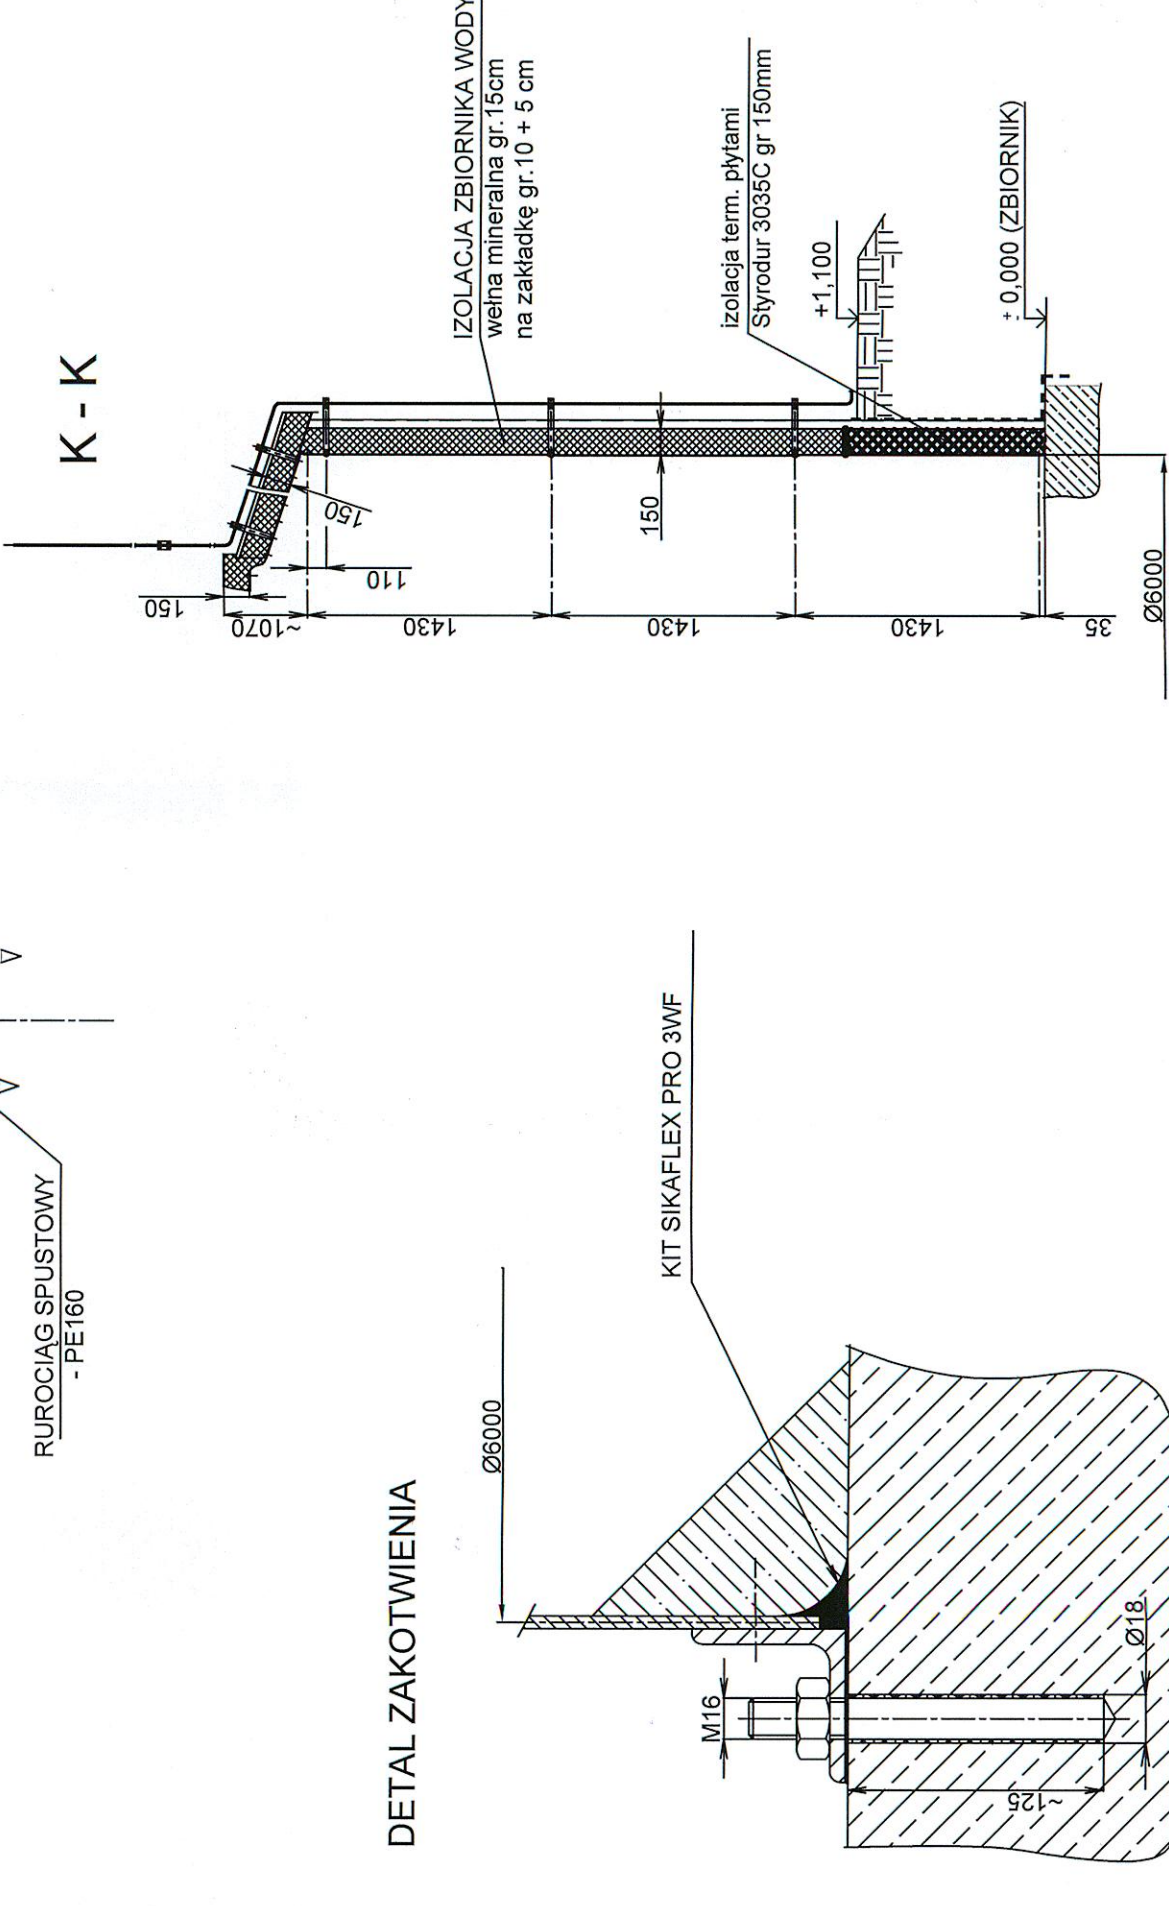 K - K
IZOLACJA ZBIORNIKA WODY
wełna mineralna gr.15cm
na zakładkę gr.10 + 5 cm
izolacja term. płytami
Styrodur 3035C gr 150mm
+1,100
± 0,000 (ZBIORNIK)
150
150
150
110
~1070
1430
1430
1430
35
Ø6000
RUROCIĄG SPUSTOWY
- PE160
DETAL ZAKOTWIENIA
Ø6000
KIT SIKAFLEX PRO 3WF
M16
~125
Ø18